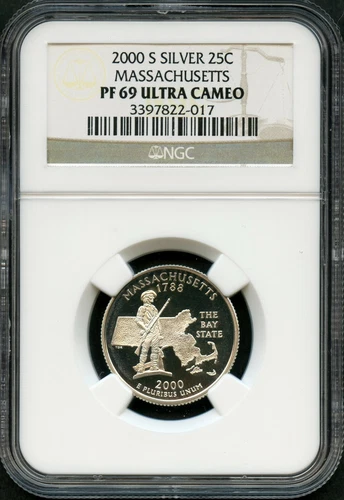 2000 S SILVER 25C
MASSACHUSETTS
PF 69 ULTRA CAMEO
3397822-017
NGC
MASSACHUSETTS
1788
THE
BAY
STATE
2000
E PLURIBUS UNUM